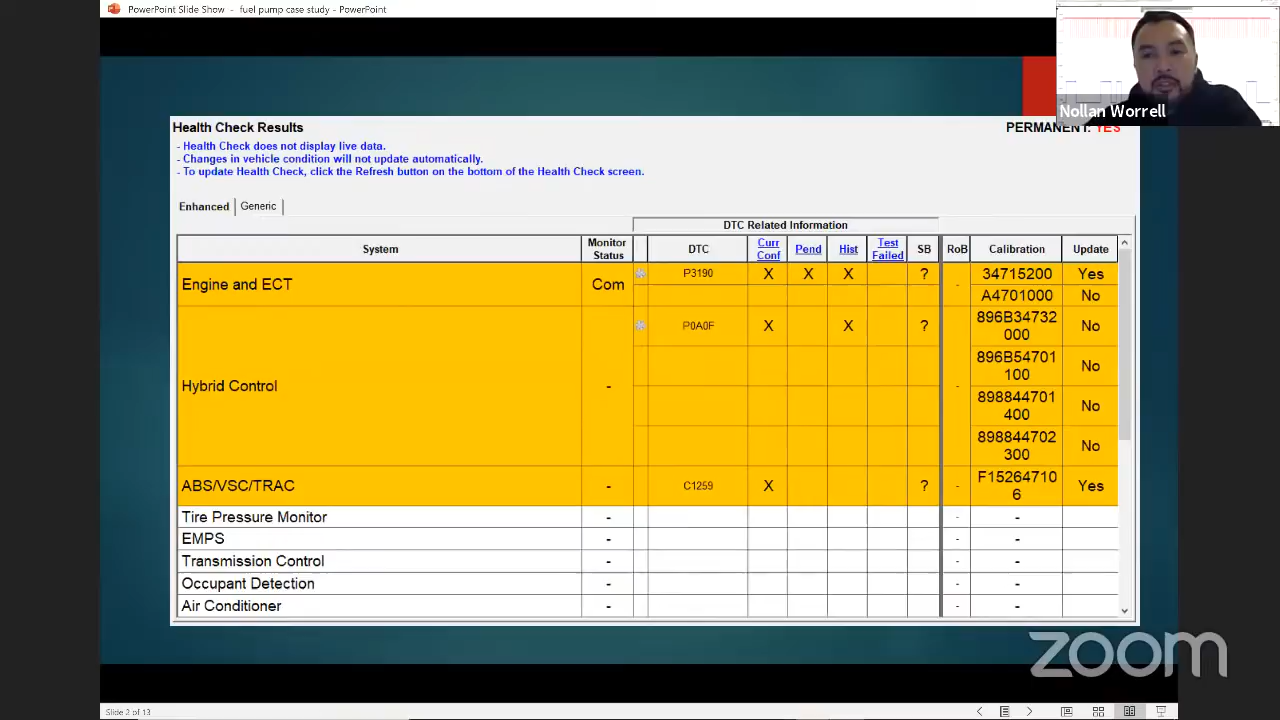 PowerPoint Slide Show - fuel pump case study - PowerPoint
Nollan Worrell
Health Check Results
PERMANENT: YES
- Health Check does not display live data.
- Changes in vehicle condition will not update automatically.
- To update Health Check, click the Refresh button on the bottom of the Health Check screen.
Enhanced Generic
DTC Related Information
System Monitor Status DTC Curr Conf Pend Hist Test Failed SB RoB Calibration Update
Engine and ECT Com P3190 X X X ? - 34715200 Yes
A4701000 No
Hybrid Control - P0A0F X X ? - 896B34732000 No
896B54701100 No
898844701400 No
898844702300 No
ABS/VSC/TRAC - C1259 X ? - F152647106 Yes
Tire Pressure Monitor - - -
EMPS - - -
Transmission Control - - -
Occupant Detection - - -
Air Conditioner - - -
zoom
Slide 2 of 13